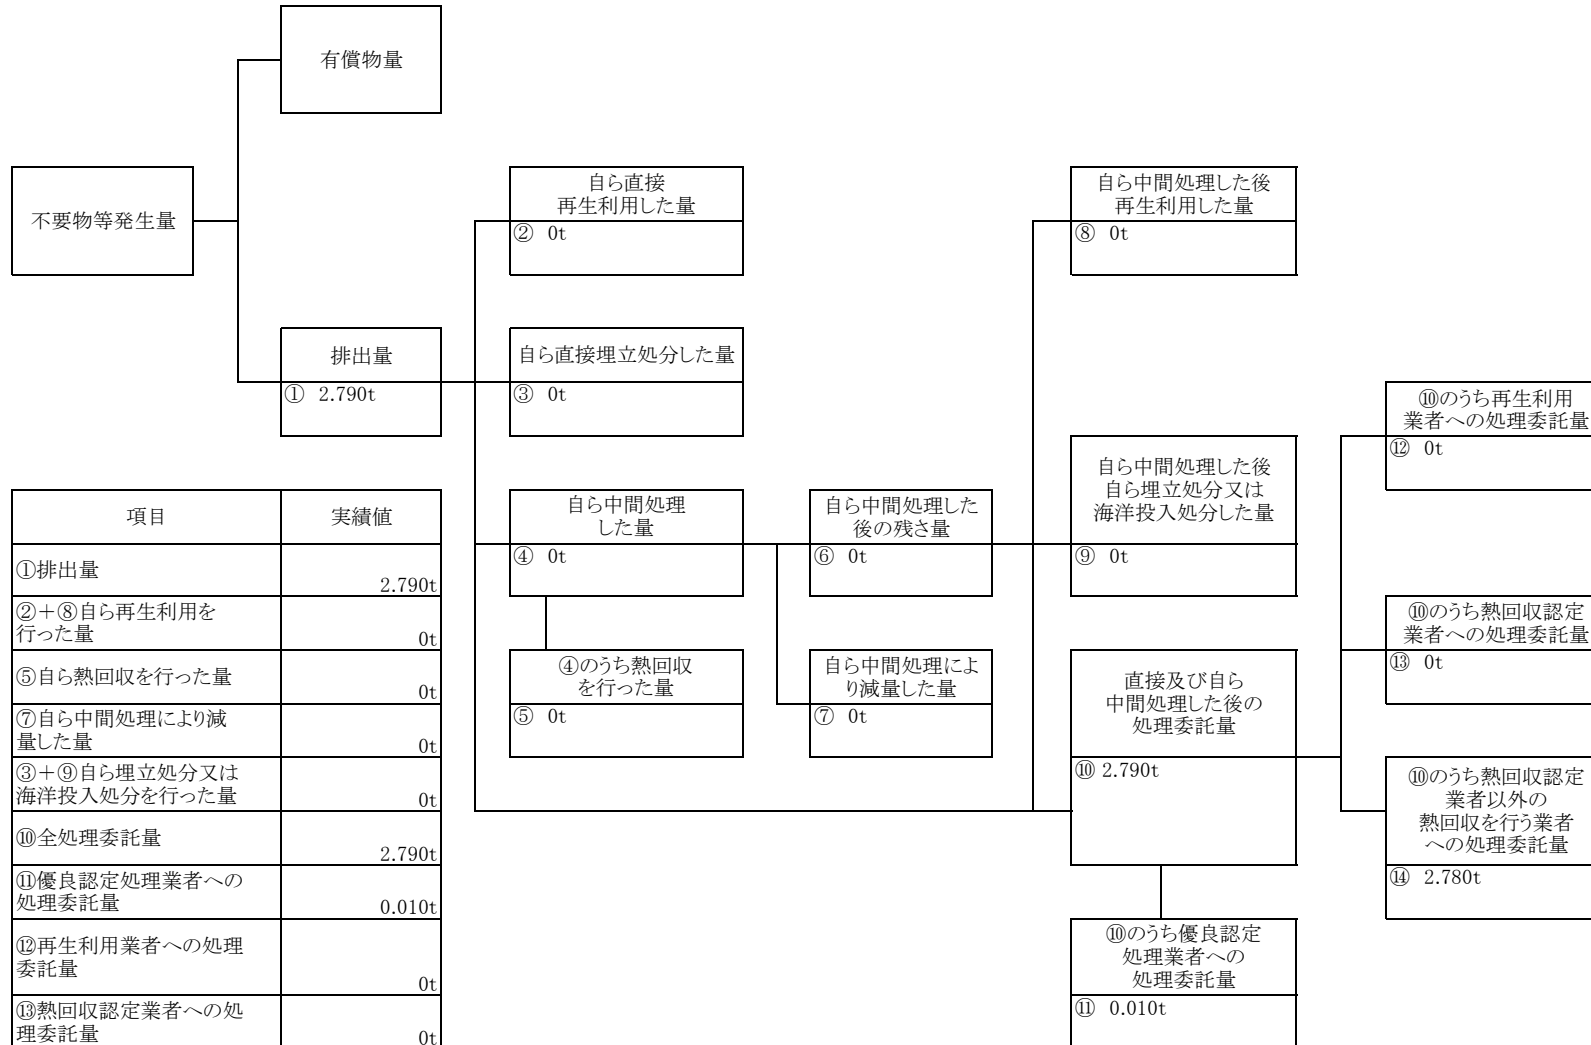 有償物量
不要物等発生量
自ら直接
再生利用した量
② 0t
自ら中間処理した後
再生利用した量
⑧ 0t
排出量
① 2.790t
自ら直接埋立処分した量
③ 0t
⑩のうち再生利用
業者への処理委託量
⑫ 0t
自ら中間処理
した量
④ 0t
自ら中間処理した
後の残さ量
⑥ 0t
自ら中間処理した後
自ら埋立処分又は
海洋投入処分した量
⑨ 0t
⑩のうち熱回収認定
業者への処理委託量
⑬ 0t
④のうち熱回収
を行った量
⑤ 0t
自ら中間処理によ
り減量した量
⑦ 0t
直接及び自ら
中間処理した後の
処理委託量
⑩ 2.790t
⑩のうち熱回収認定
業者以外の
熱回収を行う業者
への処理委託量
⑭ 2.780t
⑩のうち優良認定
処理業者への
処理委託量
⑪ 0.010t
項目 実績値
①排出量
2.790t
②＋⑧自ら再生利用を
行った量 0t
⑤自ら熱回収を行った量
0t
⑦自ら中間処理により減
量した量 0t
③＋⑨自ら埋立処分又は
海洋投入処分を行った量 0t
⑩全処理委託量
2.790t
⑪優良認定処理業者への
処理委託量 0.010t
⑫再生利用業者への処理
委託量
0t
⑬熱回収認定業者への処
理委託量 0t